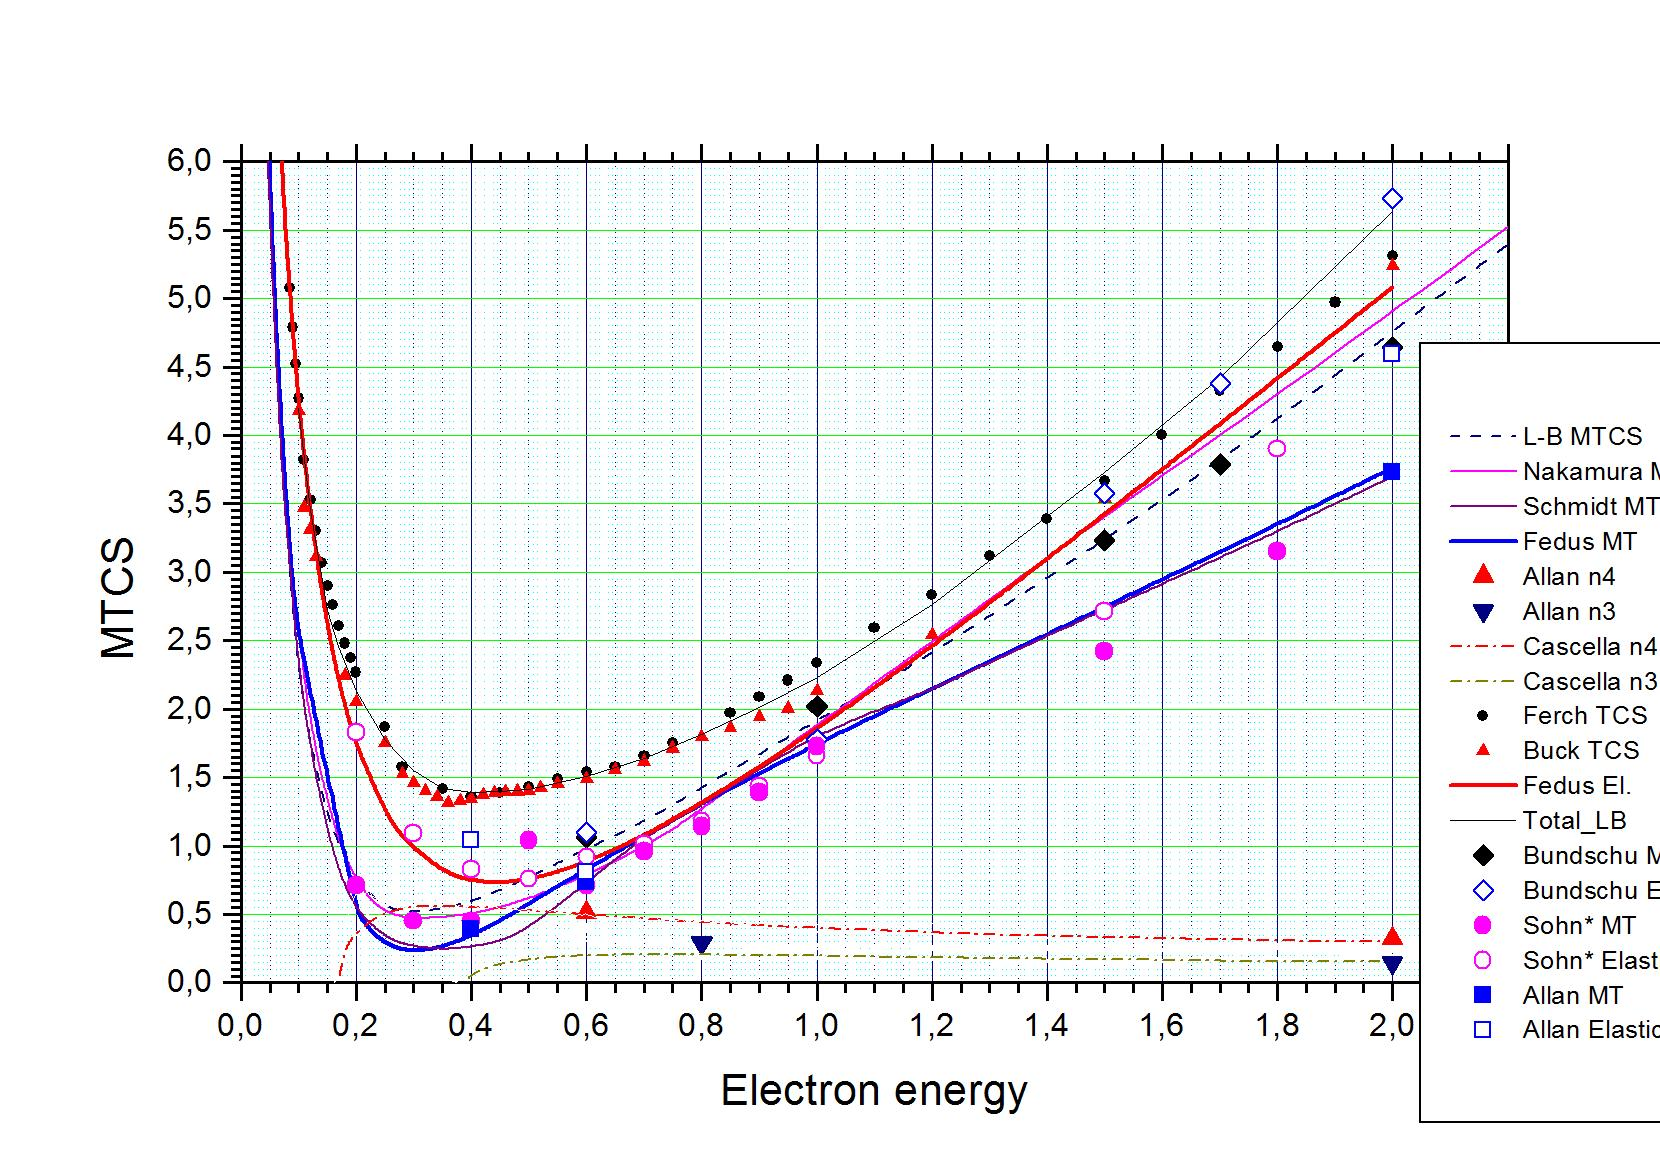 6,0
5,5
5,0
4,5
4,0
3,5
3,0
2,5
2,0
1,5
1,0
0,5
0,0
MTCS
0,0 0,2 0,4 0,6 0,8 1,0 1,2 1,4 1,6 1,8 2,0
Electron energy
L-B MTCS
Nakamura M
Schmidt MT
Fedus MT
Allan n4
Allan n3
Cascella n4
Cascella n3
Ferch TCS
Buck TCS
Fedus El.
Total_LB
Bundschu M
Bundschu E
Sohn* MT
Sohn* Elast
Allan MT
Allan Elastic